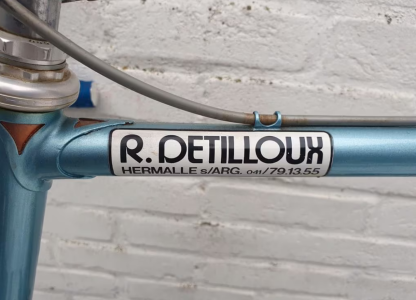 R. DETILLOUX
HERMALLE s/ARG. 041/79.13.55